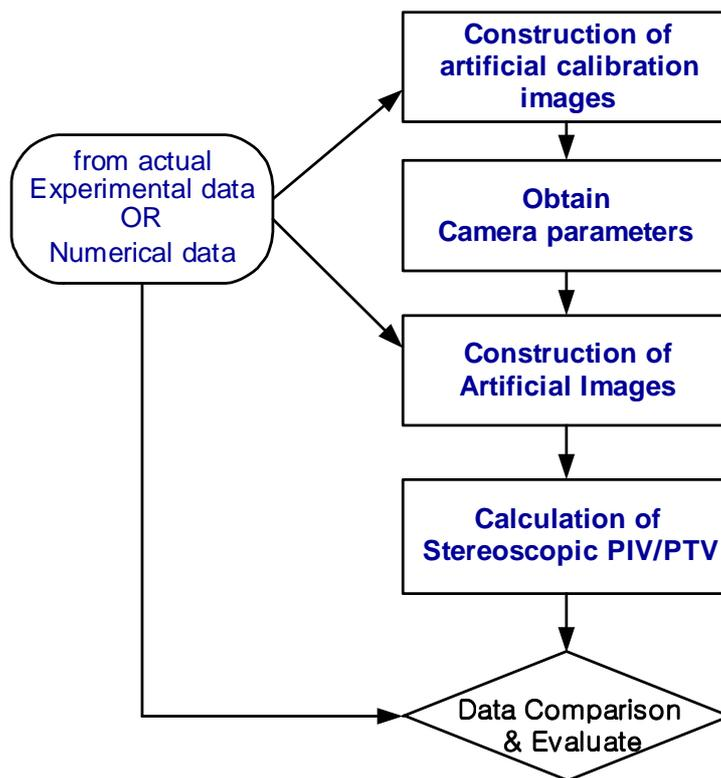 Construction of
artificial calibration
images
from actual
Experimental data
OR
Numerical data
Obtain
Camera parameters
Construction of
Artificial Images
Calculation of
Stereoscopic PIV/PTV
Data Comparison
& Evaluate